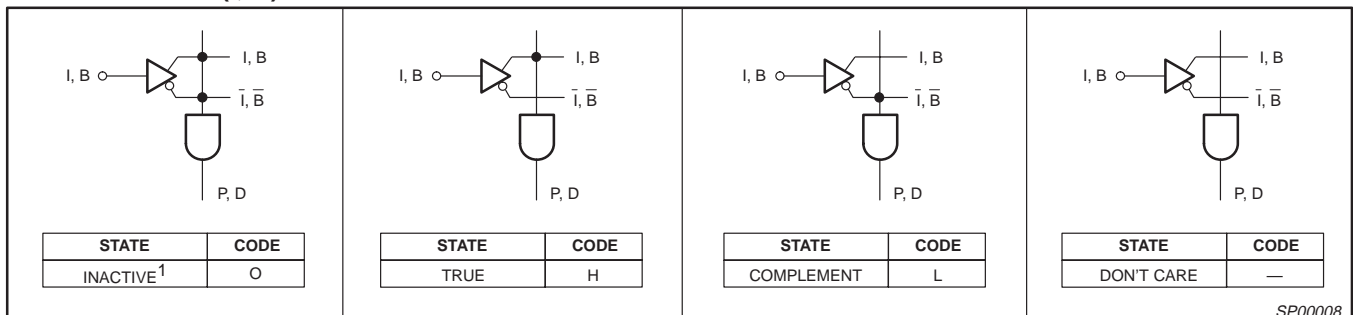 I, B
I, B
I̅, B̅
P, D
STATE CODE
INACTIVE1 O
I, B
I, B
I̅, B̅
P, D
STATE CODE
TRUE H
I, B
I, B
I̅, B̅
P, D
STATE CODE
COMPLEMENT L
I, B
I, B
I̅, B̅
P, D
STATE CODE
DON'T CARE —
SP00008